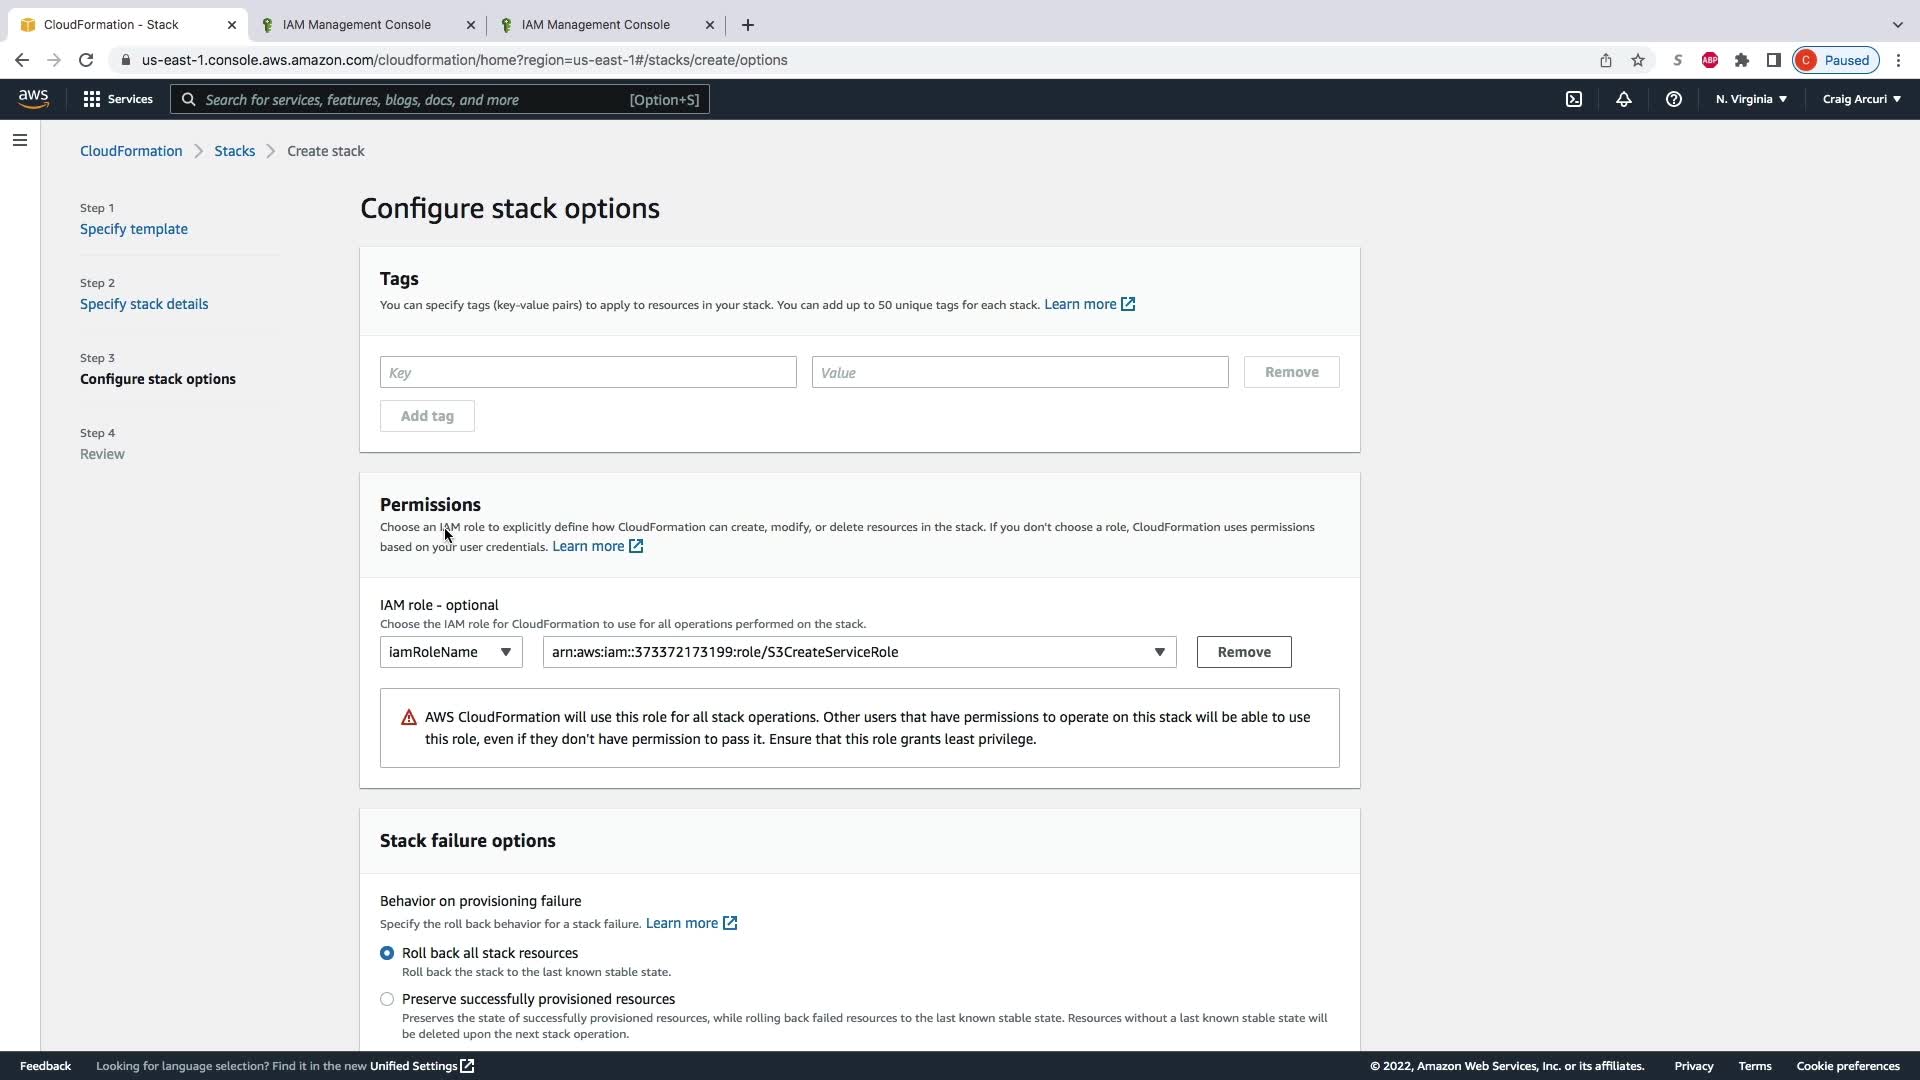 CloudFormation - Stack
IAM Management Console
IAM Management Console
us-east-1.console.aws.amazon.com/cloudformation/home?region=us-east-1#/stacks/create/options
S
ABP
C
Paused
aws
Services
Search for services, features, blogs, docs, and more
[Option+S]
N. Virginia
Craig Arcuri
CloudFormation
Stacks
Create stack
Step 1
Specify template
Step 2
Specify stack details
Step 3
Configure stack options
Step 4
Review
Configure stack options
Tags
You can specify tags (key-value pairs) to apply to resources in your stack. You can add up to 50 unique tags for each stack. Learn more
Key
Value
Remove
Add tag
Permissions
Choose an IAM role to explicitly define how CloudFormation can create, modify, or delete resources in the stack. If you don't choose a role, CloudFormation uses permissions
based on your user credentials. Learn more
IAM role - optional
Choose the IAM role for CloudFormation to use for all operations performed on the stack.
iamRoleName
arn:aws:iam::373372173199:role/S3CreateServiceRole
Remove
AWS CloudFormation will use this role for all stack operations. Other users that have permissions to operate on this stack will be able to use
this role, even if they don't have permission to pass it. Ensure that this role grants least privilege.
Stack failure options
Behavior on provisioning failure
Specify the roll back behavior for a stack failure. Learn more
Roll back all stack resources
Roll back the stack to the last known stable state.
Preserve successfully provisioned resources
Preserves the state of successfully provisioned resources, while rolling back failed resources to the last known stable state. Resources without a last known stable state will
be deleted upon the next stack operation.
Feedback
Looking for language selection? Find it in the new Unified Settings
© 2022, Amazon Web Services, Inc. or its affiliates.
Privacy
Terms
Cookie preferences